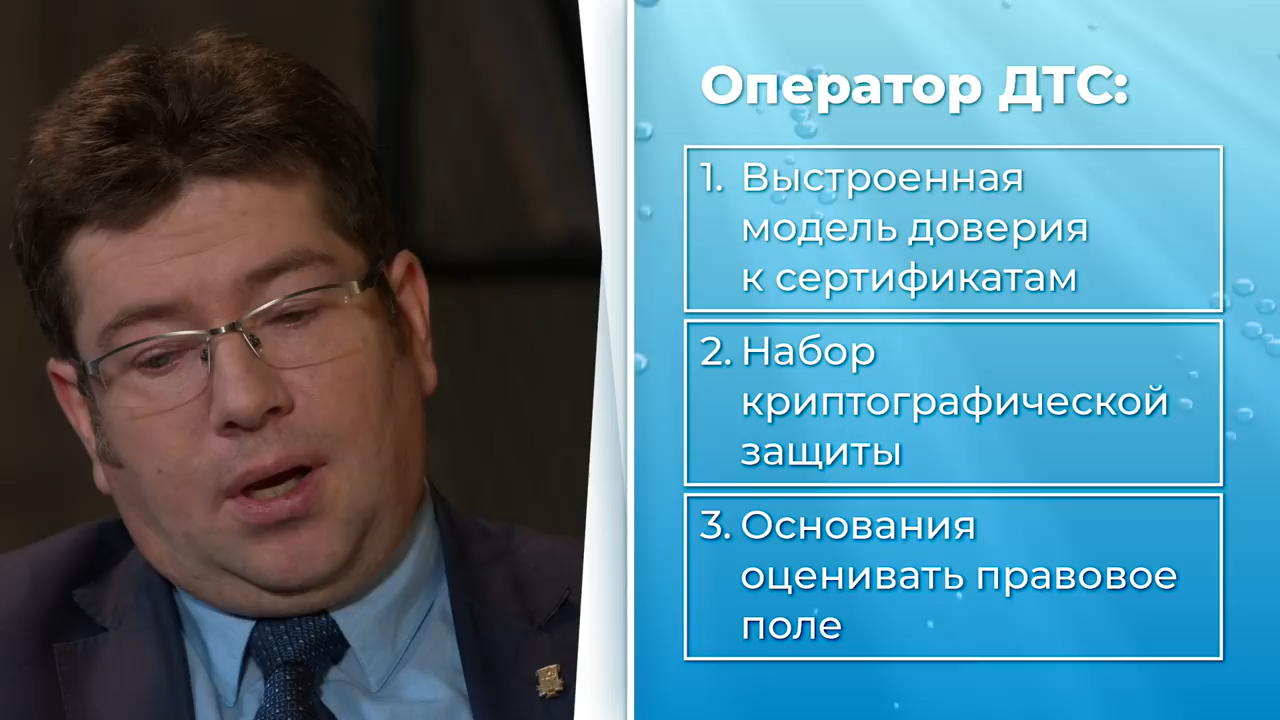 Оператор ДТС:
1. Выстроенная
модель доверия
к сертификатам
2. Набор
криптографической
защиты
3. Основания
оценивать правовое
поле